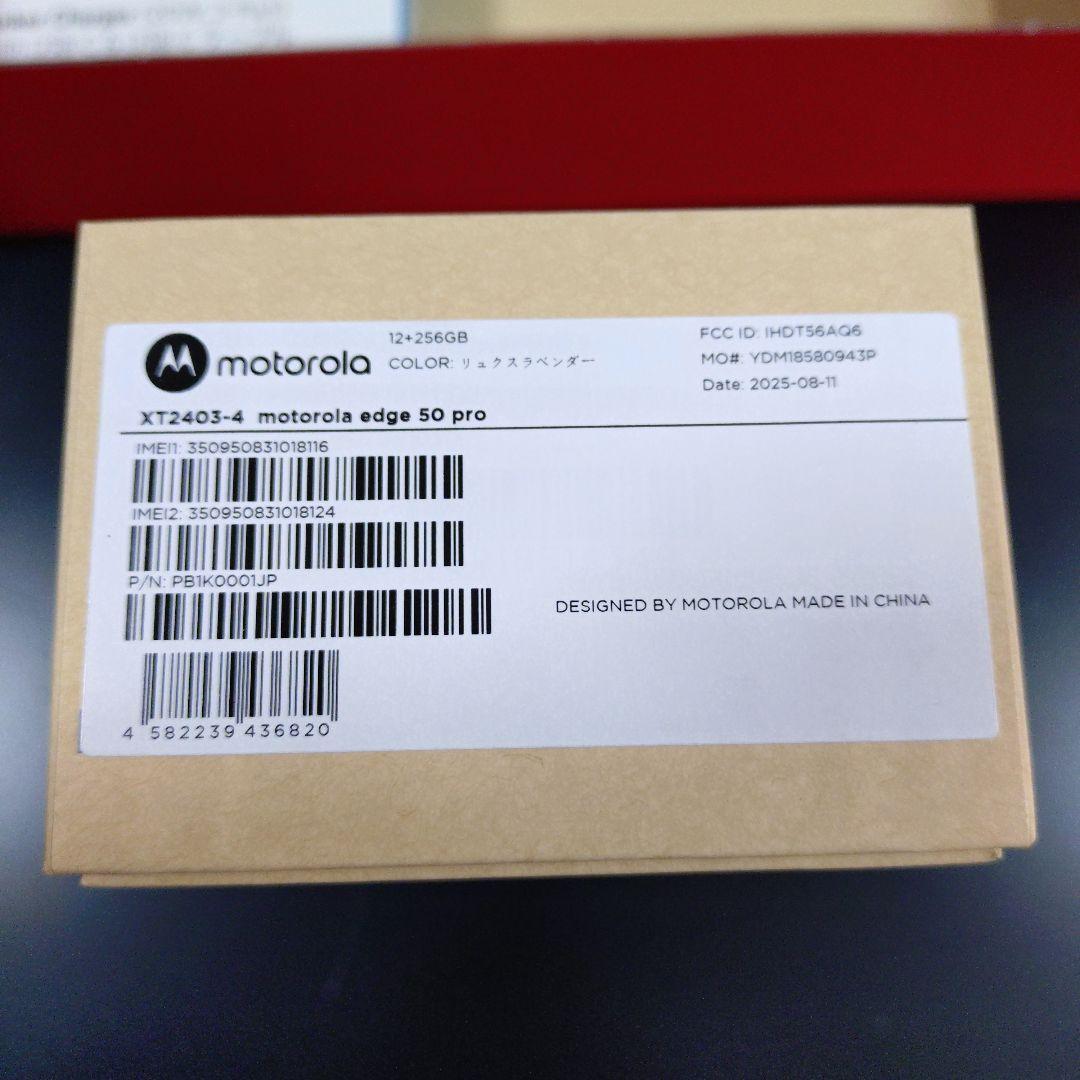 motorola
12+256GB
COLOR: リュクスラベンダー
FCC ID: IHDT56AQ6
MO#: YDM18580943P
Date: 2025-08-11
XT2403-4 motorola edge 50 pro
IMEI1: 350950831018116
IMEI2: 350950831018124
P/N: PB1K0001JP
DESIGNED BY MOTOROLA MADE IN CHINA
4 582239 436820